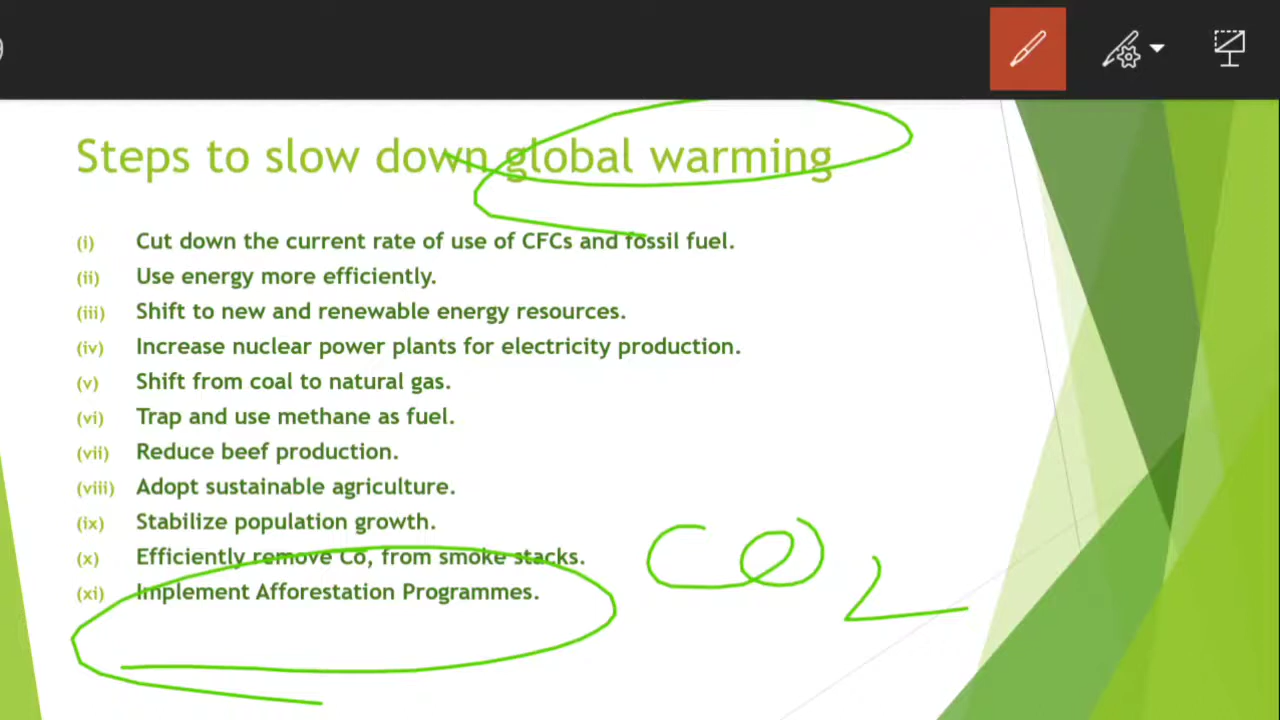 Steps to slow down global warming
(i) Cut down the current rate of use of CFCs and fossil fuel.
(ii) Use energy more efficiently.
(iii) Shift to new and renewable energy resources.
(iv) Increase nuclear power plants for electricity production.
(v) Shift from coal to natural gas.
(vi) Trap and use methane as fuel.
(vii) Reduce beef production.
(viii) Adopt sustainable agriculture.
(ix) Stabilize population growth.
(x) Efficiently remove Co, from smoke stacks.
CO2
(xi) Implement Afforestation Programmes.